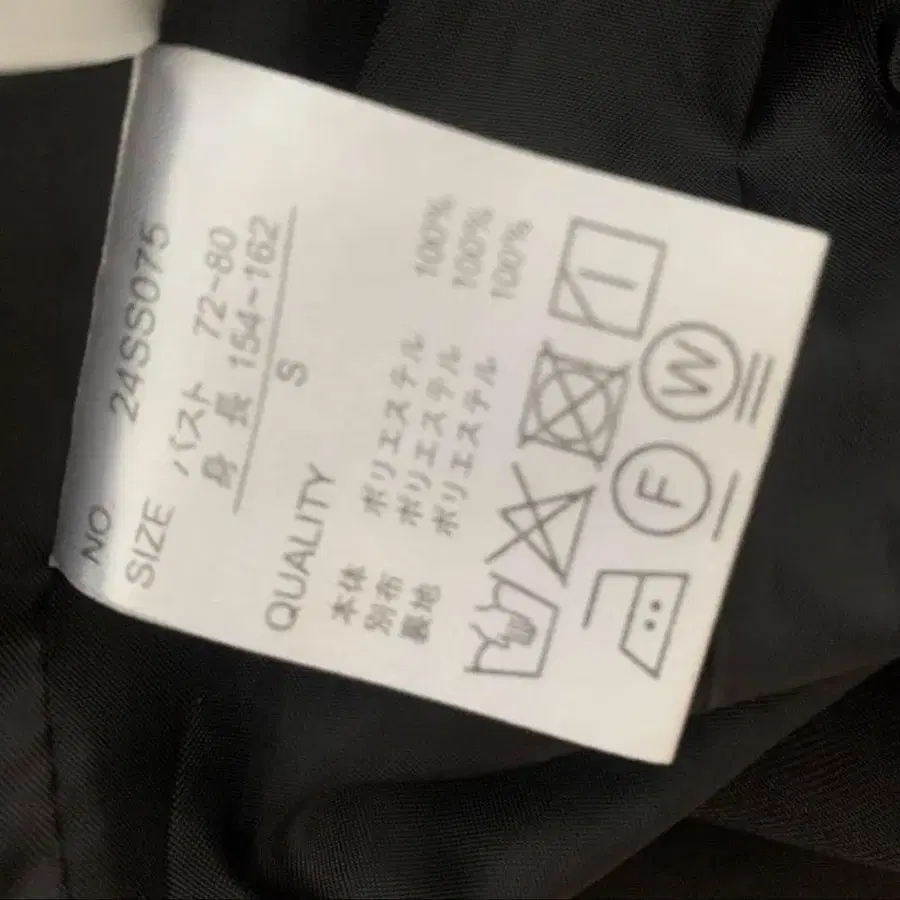 NO. 24SS075
SIZE バスト 72-80
身 長 154-162
S
QUALITY
本体 ポリエステル 100%
別布 ポリエステル 100%
裏地 ポリエステル 100%
W
F